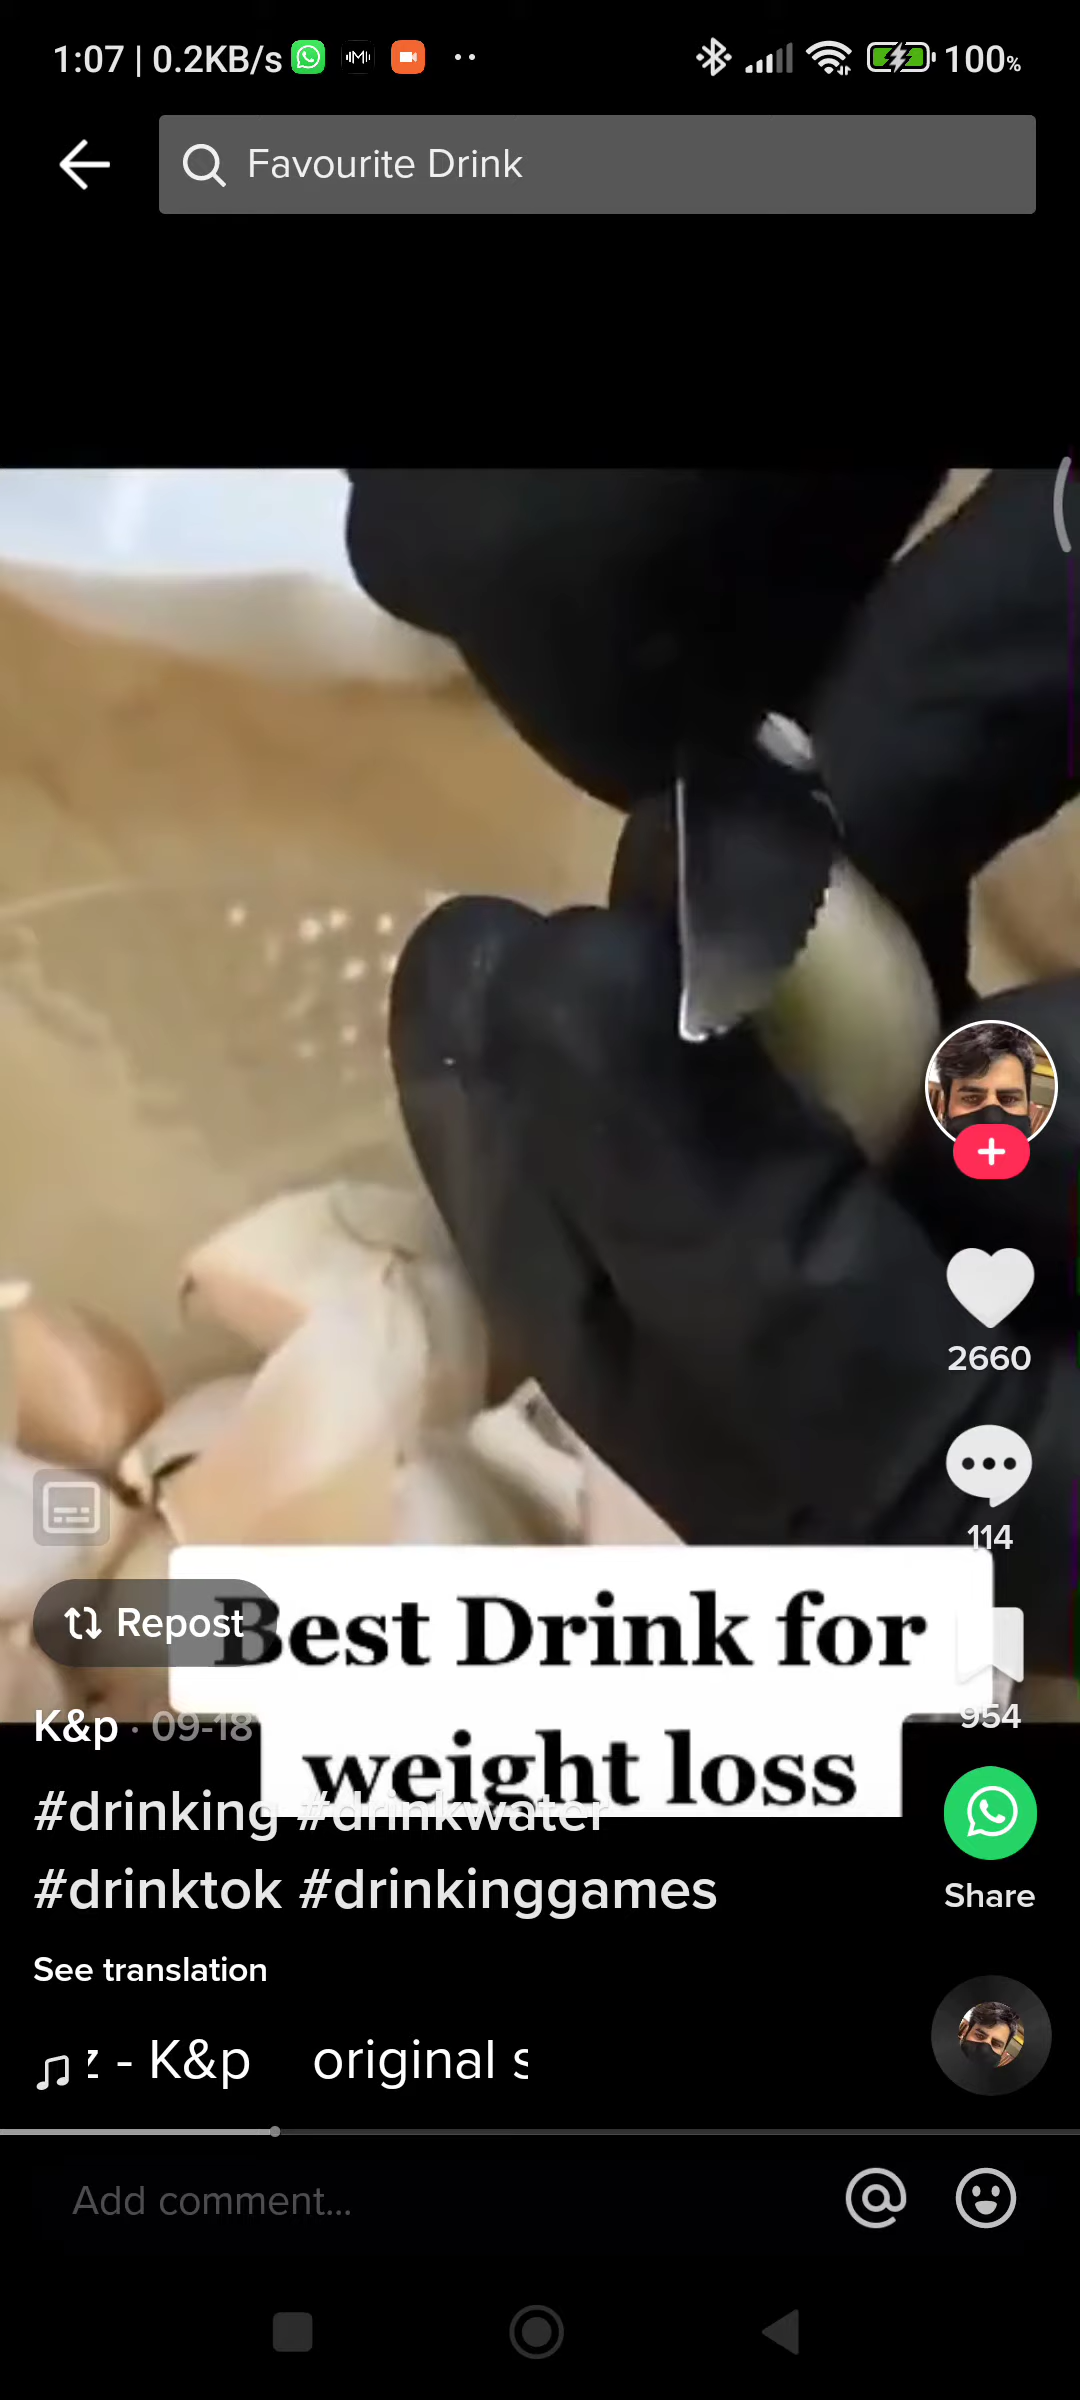 1:07 | 0.2KB/s
100%
Favourite Drink
2660
114
Best Drink for
weight loss
Repost
954
K&p · 09-18
#drinking #drinkwater
#drinktok #drinkinggames
Share
See translation
z - K&p original s
Add comment...